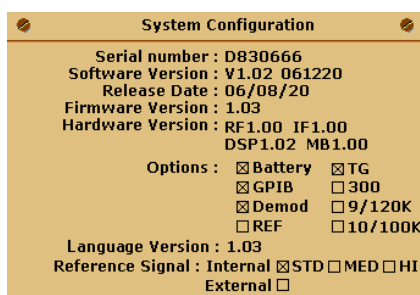 System Configuration
Serial number : D830666
Software Version : V1.02 061220
Release Date : 06/08/20
Firmware Version : 1.03
Hardware Version : RF1.00 IF1.00
DSP1.02 MB1.00
Options : ☒ Battery ☒ TG
☒ GPIB ☐ 300
☒ Demod ☐ 9/120K
☐ REF ☐ 10/100K
Language Version : 1.03
Reference Signal : Internal ☒ STD ☐ MED ☐ HI
External ☐